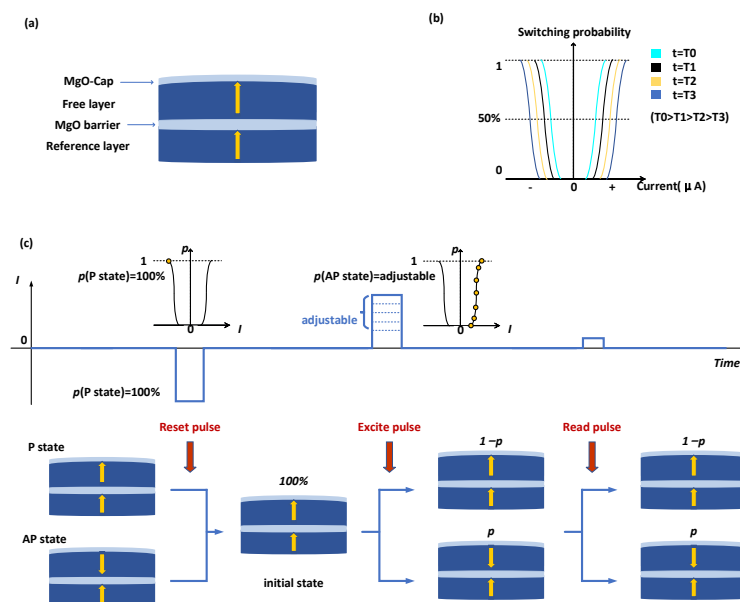 (a)
MgO-Cap
Free layer
MgO barrier
Reference layer
(b)
Switching probability
1
50%
0
- 0 +
Current( μ A)
t=T0
t=T1
t=T2
t=T3
(T0>T1>T2>T3)
(c)
I
0
p
1
p(P state)=100%
0
I
p(P state)=100%
adjustable
p
1
p(AP state)=adjustable
0
I
Time
Reset pulse
Excite pulse
Read pulse
P state
AP state
100%
initial state
1-p
p
1-p
p